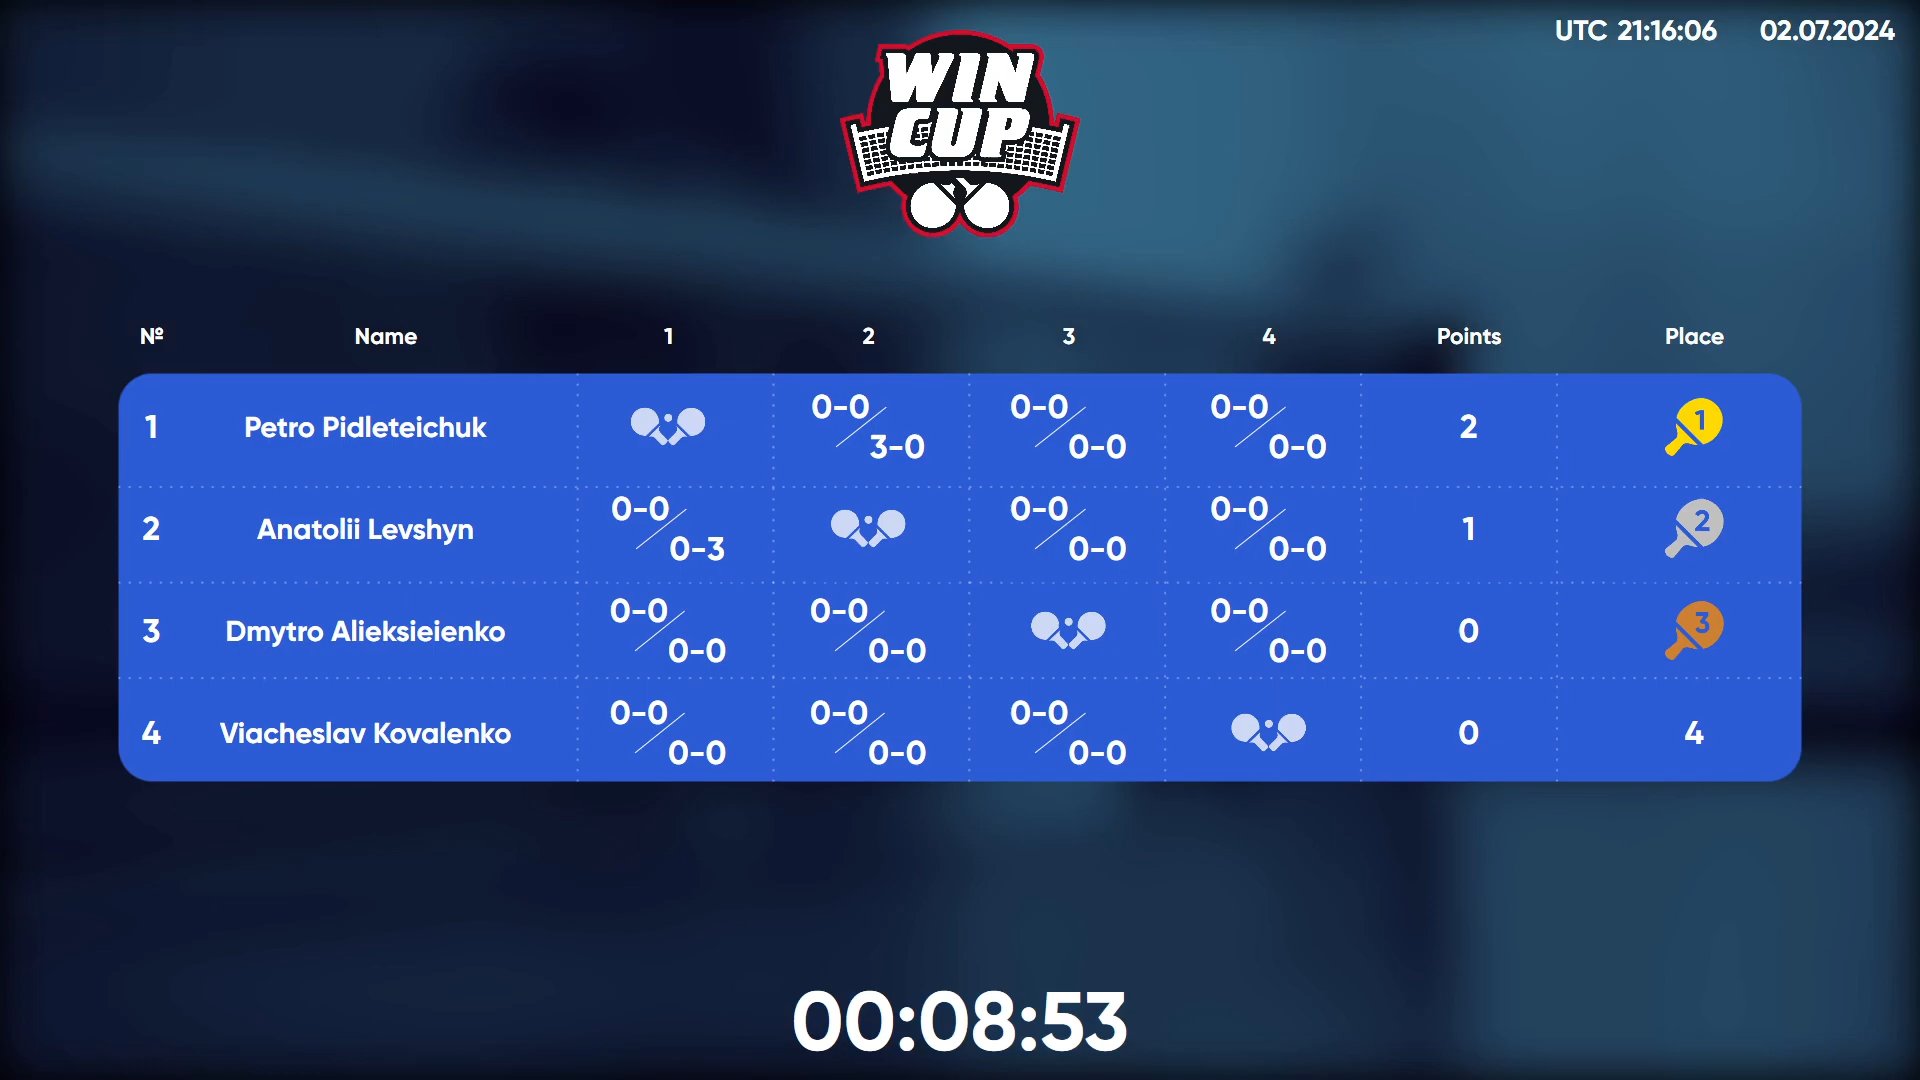 UTC 21:16:06 02.07.2024
WIN
CUP
Nº Name 1 2 3 4 Points Place
1 Petro Pidleteichuk 0-0 3-0 0-0 0-0 0-0 0-0 2 1
2 Anatolii Levshyn 0-0 0-3 0-0 0-0 0-0 0-0 1 2
3 Dmytro Alieksieienko 0-0 0-0 0-0 0-0 0-0 0-0 0 3
4 Viacheslav Kovalenko 0-0 0-0 0-0 0-0 0-0 0-0 0 4
00:08:53